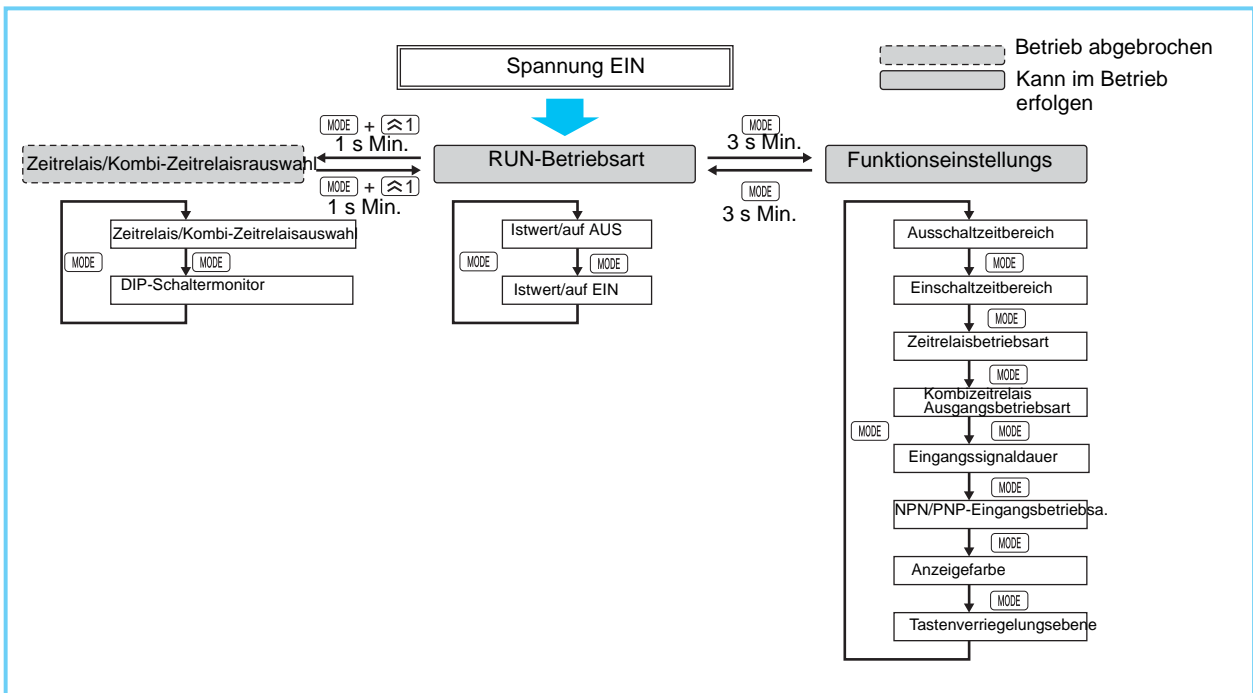 Spannung EIN
Betrieb abgebrochen
Kann im Betrieb
erfolgen
MODE + ≪1
1 s Min.
MODE
3 s Min.
Zeitrelais/Kombi-Zeitrelaisrauswahl
RUN-Betriebsart
Funktionseinstellungs
MODE + ≪1
1 s Min.
MODE
3 s Min.
Zeitrelais/Kombi-Zeitrelaisauswahl
MODE
MODE
DIP-Schaltermonitor
Istwert/auf AUS
MODE
MODE
Istwert/auf EIN
Ausschaltzeitbereich
MODE
Einschaltzeitbereich
MODE
Zeitrelaisbetriebsart
MODE
Kombizeitrelais
Ausgangsbetriebsart
MODE
MODE
Eingangssignaldauer
MODE
NPN/PNP-Eingangsbetriebsa.
MODE
Anzeigefarbe
MODE
Tastenverriegelungsebene